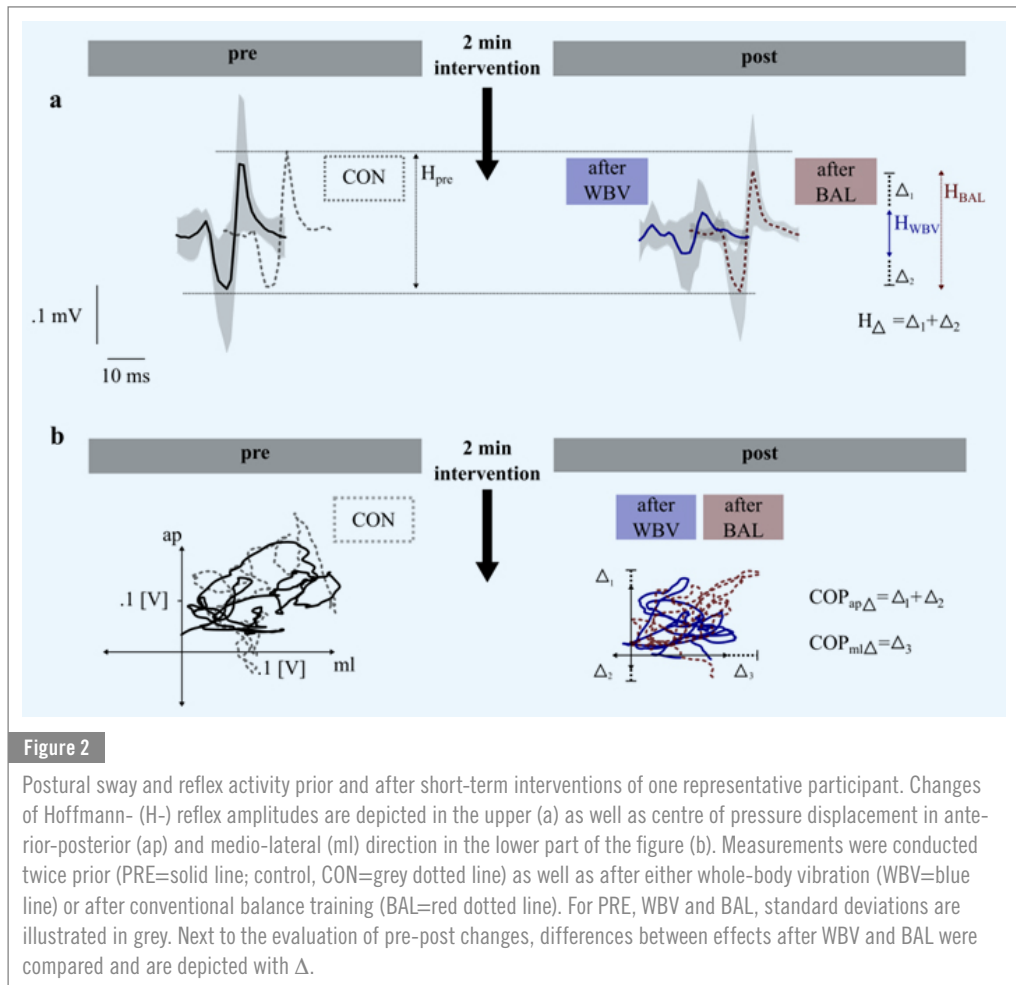 pre
2 min
intervention
post
a
CON
H_pre
after
WBV
after
BAL
Δ₁
H_BAL
H_WBV
Δ₂
.1 mV
H_Δ =Δ₁+Δ₂
10 ms
b
pre
2 min
intervention
post
CON
after
WBV
after
BAL
ap
.1 [V]
.1 [V]
ml
Δ₁
COP_apΔ=Δ₁+Δ₂
COP_mlΔ=Δ₃
Δ₂
Δ₃
Figure 2
Postural sway and reflex activity prior and after short-term interventions of one representative participant. Changes
of Hoffmann- (H-) reflex amplitudes are depicted in the upper (a) as well as centre of pressure displacement in ante-
rior-posterior (ap) and medio-lateral (ml) direction in the lower part of the figure (b). Measurements were conducted
twice prior (PRE=solid line; control, CON=grey dotted line) as well as after either whole-body vibration (WBV=blue
line) or after conventional balance training (BAL=red dotted line). For PRE, WBV and BAL, standard deviations are
illustrated in grey. Next to the evaluation of pre-post changes, differences between effects after WBV and BAL were
compared and are depicted with Δ.